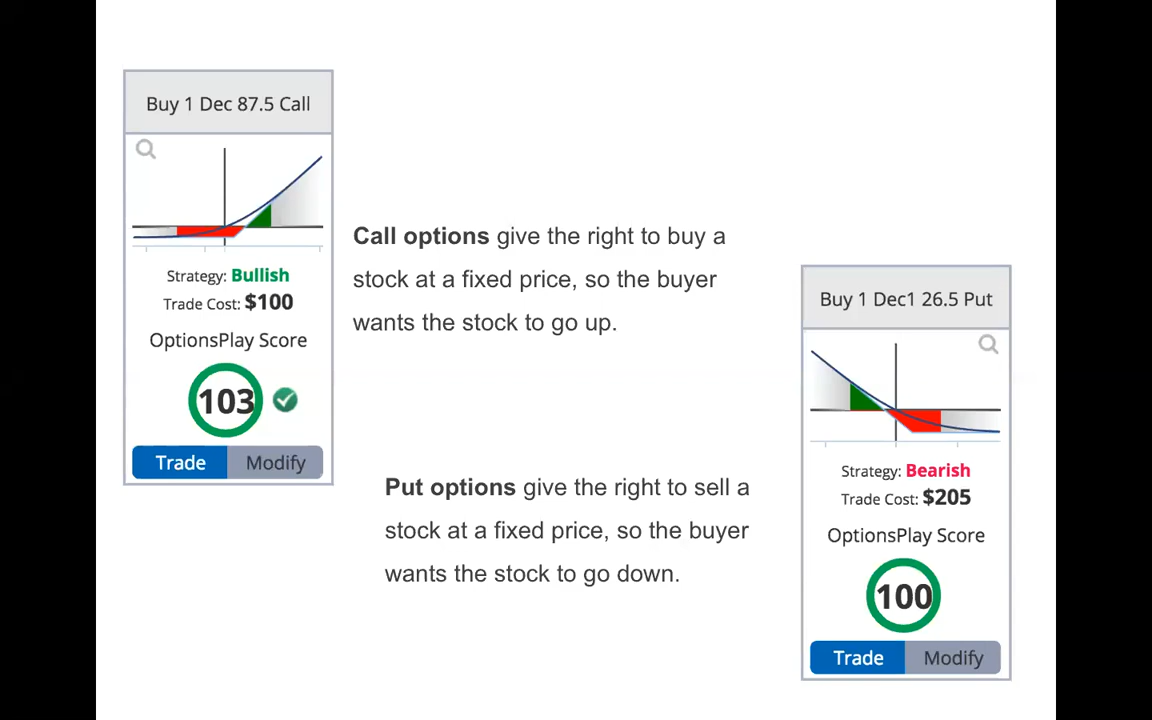 Buy 1 Dec 87.5 Call
Strategy: Bullish
Trade Cost: $100
OptionsPlay Score
103
Trade Modify
Call options give the right to buy a
stock at a fixed price, so the buyer
wants the stock to go up.
Put options give the right to sell a
stock at a fixed price, so the buyer
wants the stock to go down.
Buy 1 Dec1 26.5 Put
Strategy: Bearish
Trade Cost: $205
OptionsPlay Score
100
Trade Modify